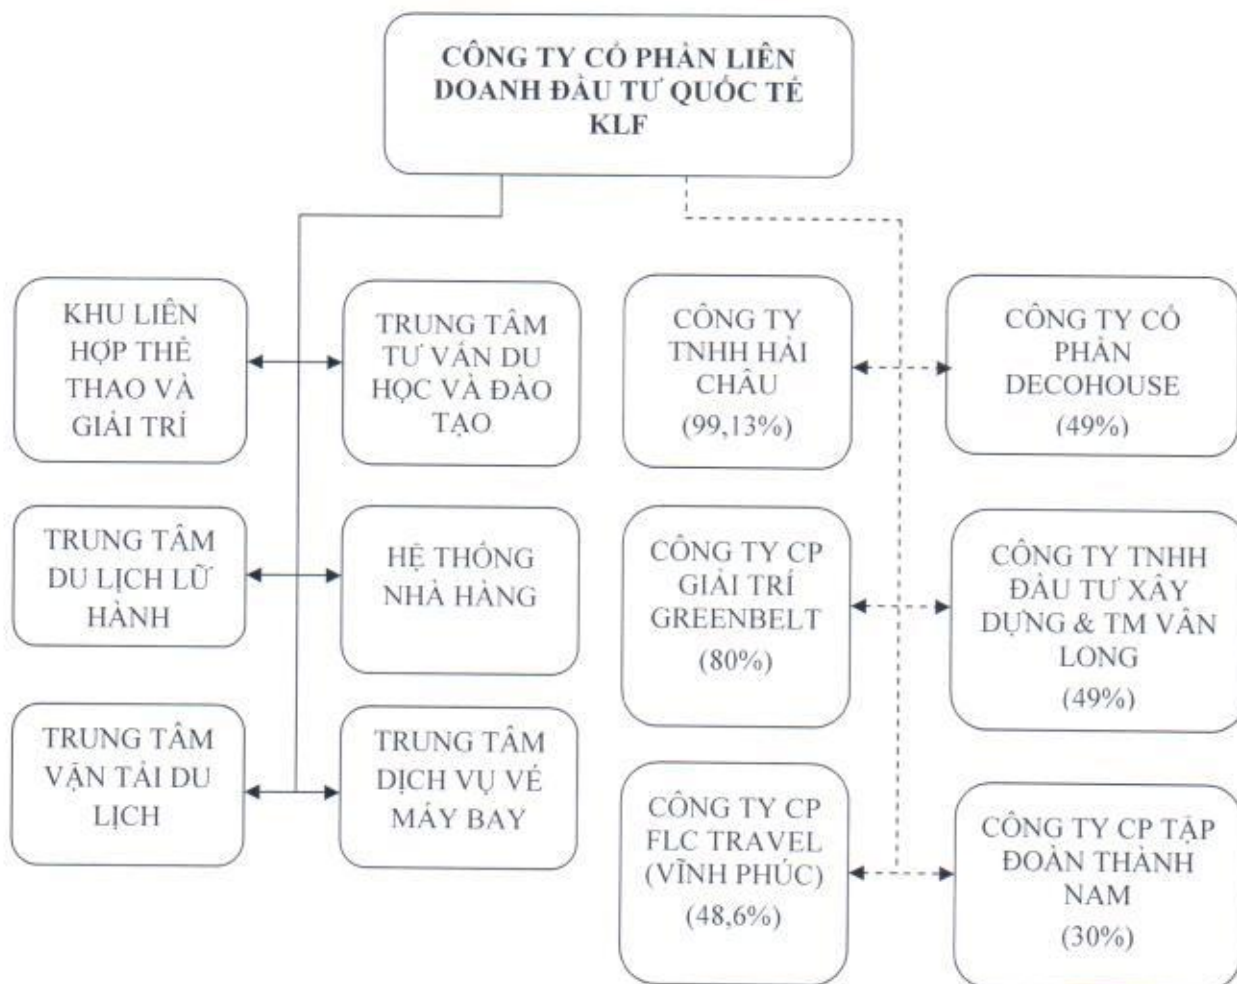 CÔNG TY CỔ PHẦN LIÊN
DOANH ĐẦU TƯ QUỐC TẾ
KLF
KHU LIÊN
HỢP THỂ
THAO VÀ
GIẢI TRÍ
TRUNG TÂM
TƯ VẤN DU
HỌC VÀ ĐÀO
TẠO
CÔNG TY
TNHH HẢI
CHÂU
(99,13%)
CÔNG TY CỔ
PHẦN
DECOHOUSE
(49%)
TRUNG TÂM
DU LỊCH LỮ
HÀNH
HỆ THỐNG
NHÀ HÀNG
CÔNG TY CP
GIẢI TRÍ
GREENBELT
(80%)
CÔNG TY TNHH
ĐẦU TƯ XÂY
DỰNG & TM VÂN
LONG
(49%)
TRUNG TÂM
VẬN TẢI DU
LỊCH
TRUNG TÂM
DỊCH VỤ VÉ
MÁY BAY
CÔNG TY CP
FLC TRAVEL
(VĨNH PHÚC)
(48,6%)
CÔNG TY CP TẬP
ĐOÀN THÀNH
NAM
(30%)